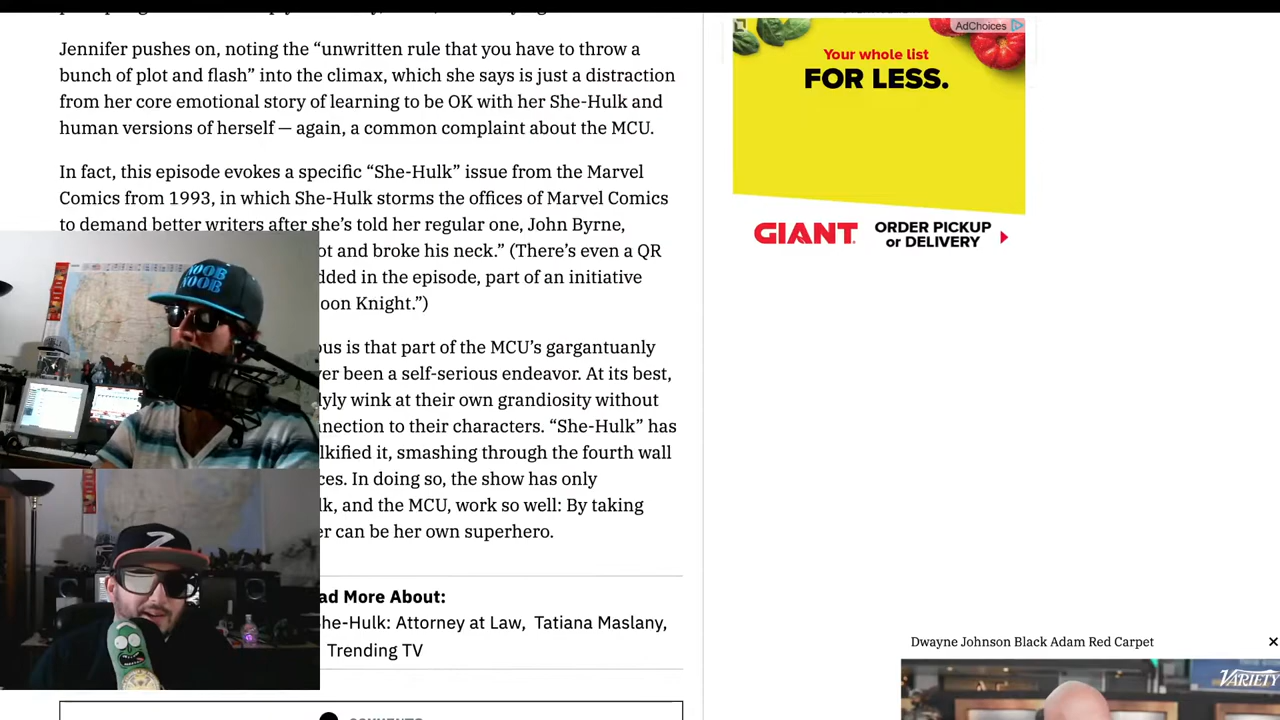 Jennifer pushes on, noting the “unwritten rule that you have to throw a
bunch of plot and flash” into the climax, which she says is just a distraction
from her core emotional story of learning to be OK with her She-Hulk and
human versions of herself — again, a common complaint about the MCU.
In fact, this episode evokes a specific “She-Hulk” issue from the Marvel
Comics from 1993, in which She-Hulk storms the offices of Marvel Comics
to demand better writers after she’s told her regular one, John Byrne,
ot and broke his neck.” (There’s even a QR
dded in the episode, part of an initiative
oon Knight.”)
ous is that part of the MCU’s gargantuanly
ver been a self-serious endeavor. At its best,
lyly wink at their own grandiosity without
nnection to their characters. “She-Hulk” has
lkified it, smashing through the fourth wall
ces. In doing so, the show has only
lk, and the MCU, work so well: By taking
er can be her own superhero.
ad More About:
he-Hulk: Attorney at Law, Tatiana Maslany,
Trending TV
COMMENTS
AdChoices
Your whole list
FOR LESS.
GIANT
ORDER PICKUP
or DELIVERY
NOOB
NOOB
Dwayne Johnson Black Adam Red Carpet
VARIETY